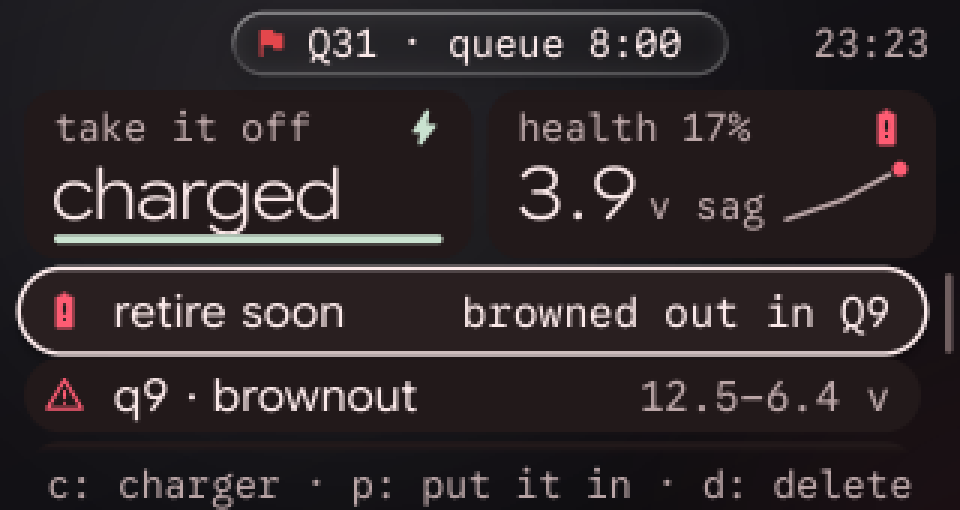 Q31 · queue 8:00
23:23
take it off
charged
health 17%
3.9 v sag
retire soon browned out in Q9
q9 · brownout 12.5–6.4 v
c: charger · p: put it in · d: delete